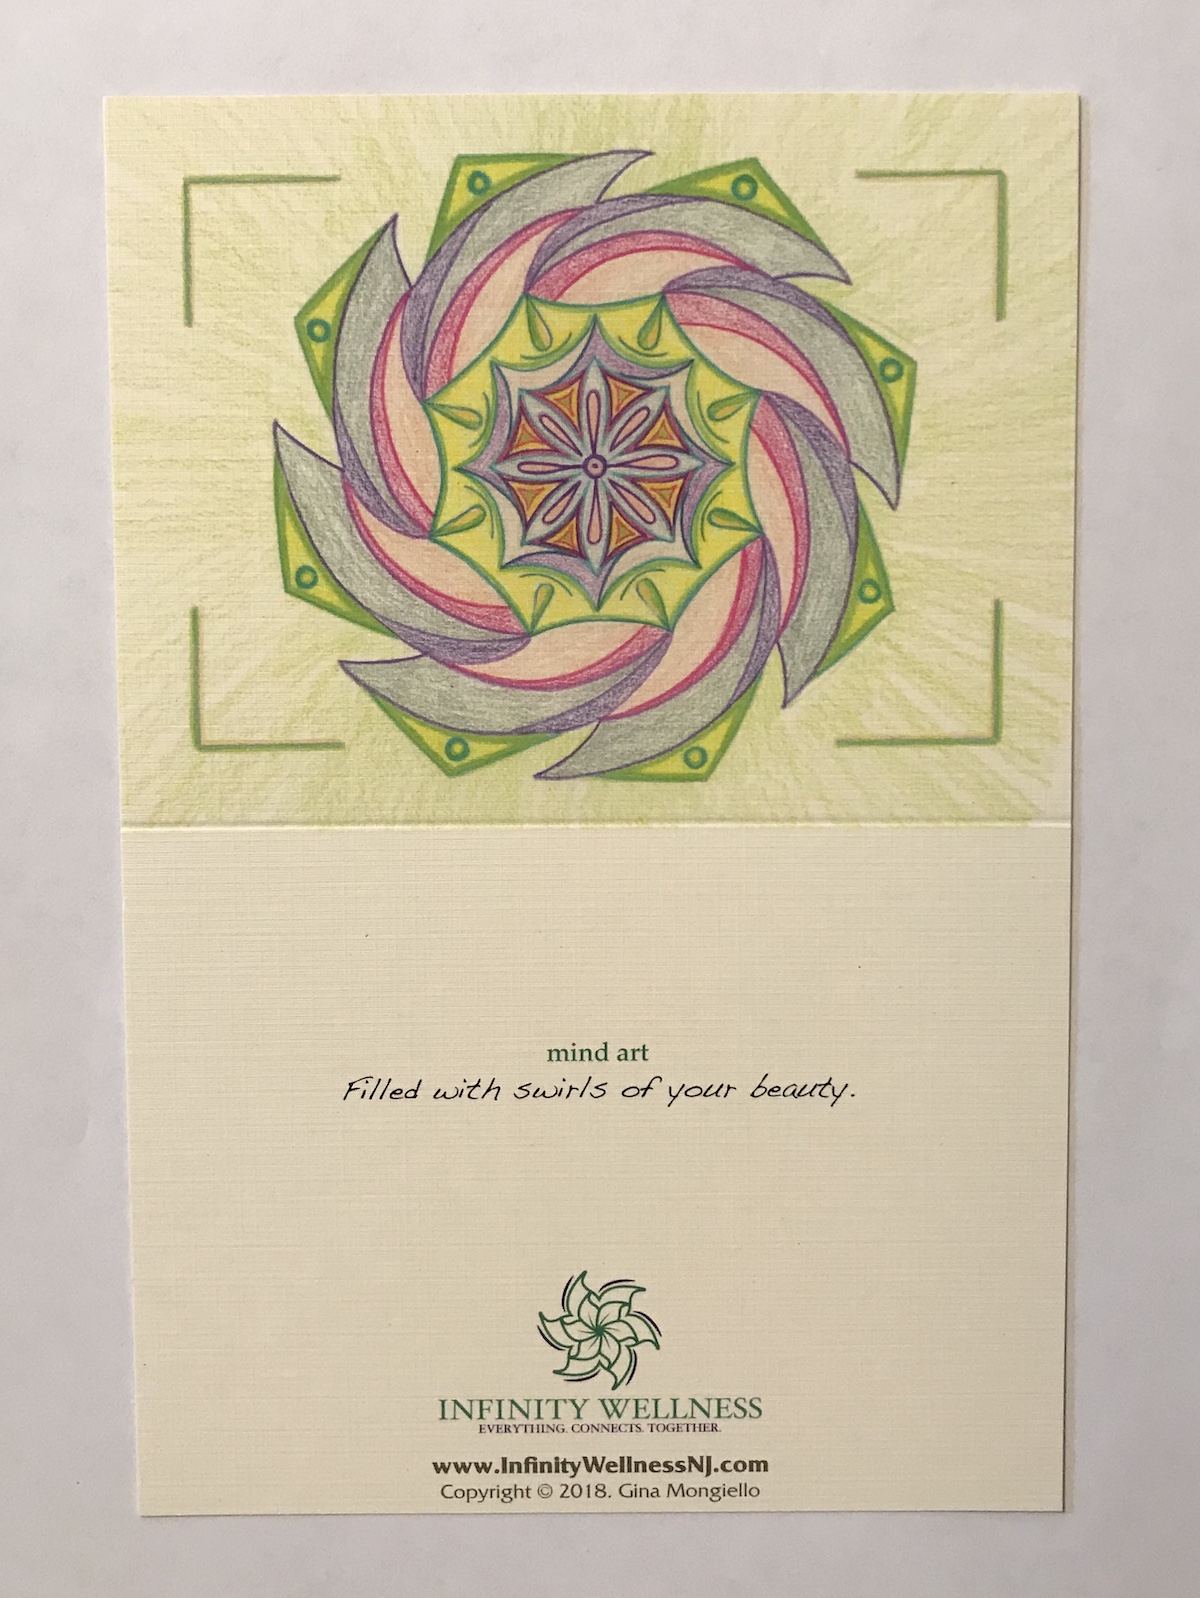 mind art
Filled with swirls of your beauty.
INFINITY WELLNESS
EVERYTHING. CONNECTS. TOGETHER.
www.InfinityWellnessNJ.com
Copyright © 2018. Gina Mongiello